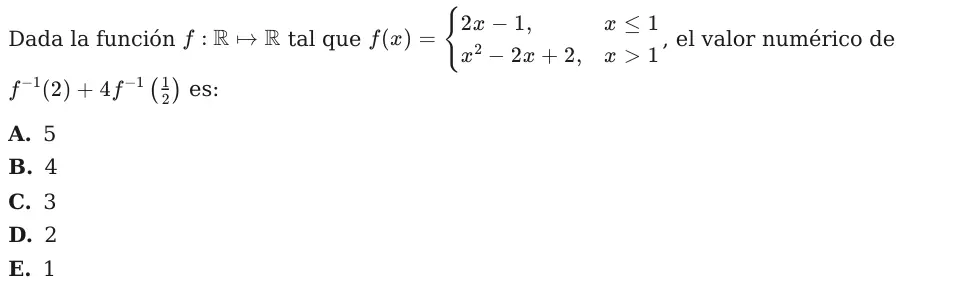 Dada la función f : ℝ ↦ ℝ tal que f(x) = { 2x − 1, x ≤ 1
x² − 2x + 2, x > 1 , el valor numérico de
f⁻¹(2) + 4f⁻¹(1/2) es:
A. 5
B. 4
C. 3
D. 2
E. 1